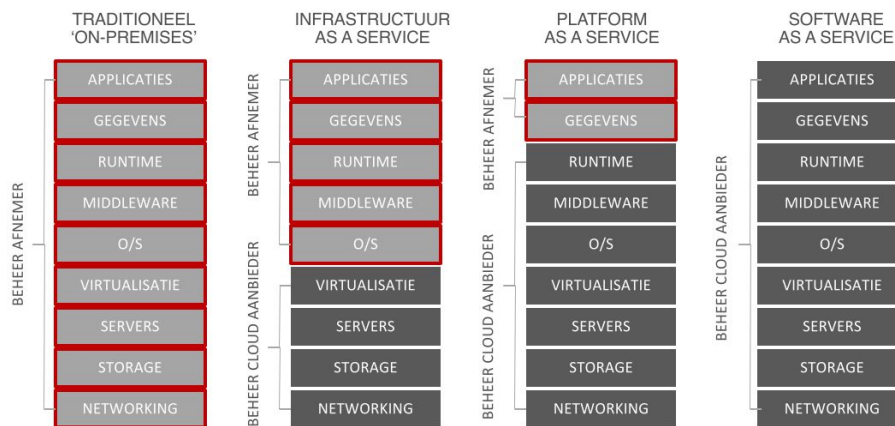 TRADITIONEEL
‘ON-PREMISES’
BEHEER AFNEMER
APPLICATIES
GEGEVENS
RUNTIME
MIDDLEWARE
O/S
VIRTUALISATIE
SERVERS
STORAGE
NETWORKING
INFRASTRUCTUUR
AS A SERVICE
BEHEER AFNEMER
BEHEER CLOUD AANBIEDER
APPLICATIES
GEGEVENS
RUNTIME
MIDDLEWARE
O/S
VIRTUALISATIE
SERVERS
STORAGE
NETWORKING
PLATFORM
AS A SERVICE
BEHEER AFNEMER
BEHEER CLOUD AANBIEDER
APPLICATIES
GEGEVENS
RUNTIME
MIDDLEWARE
O/S
VIRTUALISATIE
SERVERS
STORAGE
NETWORKING
SOFTWARE
AS A SERVICE
BEHEER CLOUD AANBIEDER
APPLICATIES
GEGEVENS
RUNTIME
MIDDLEWARE
O/S
VIRTUALISATIE
SERVERS
STORAGE
NETWORKING